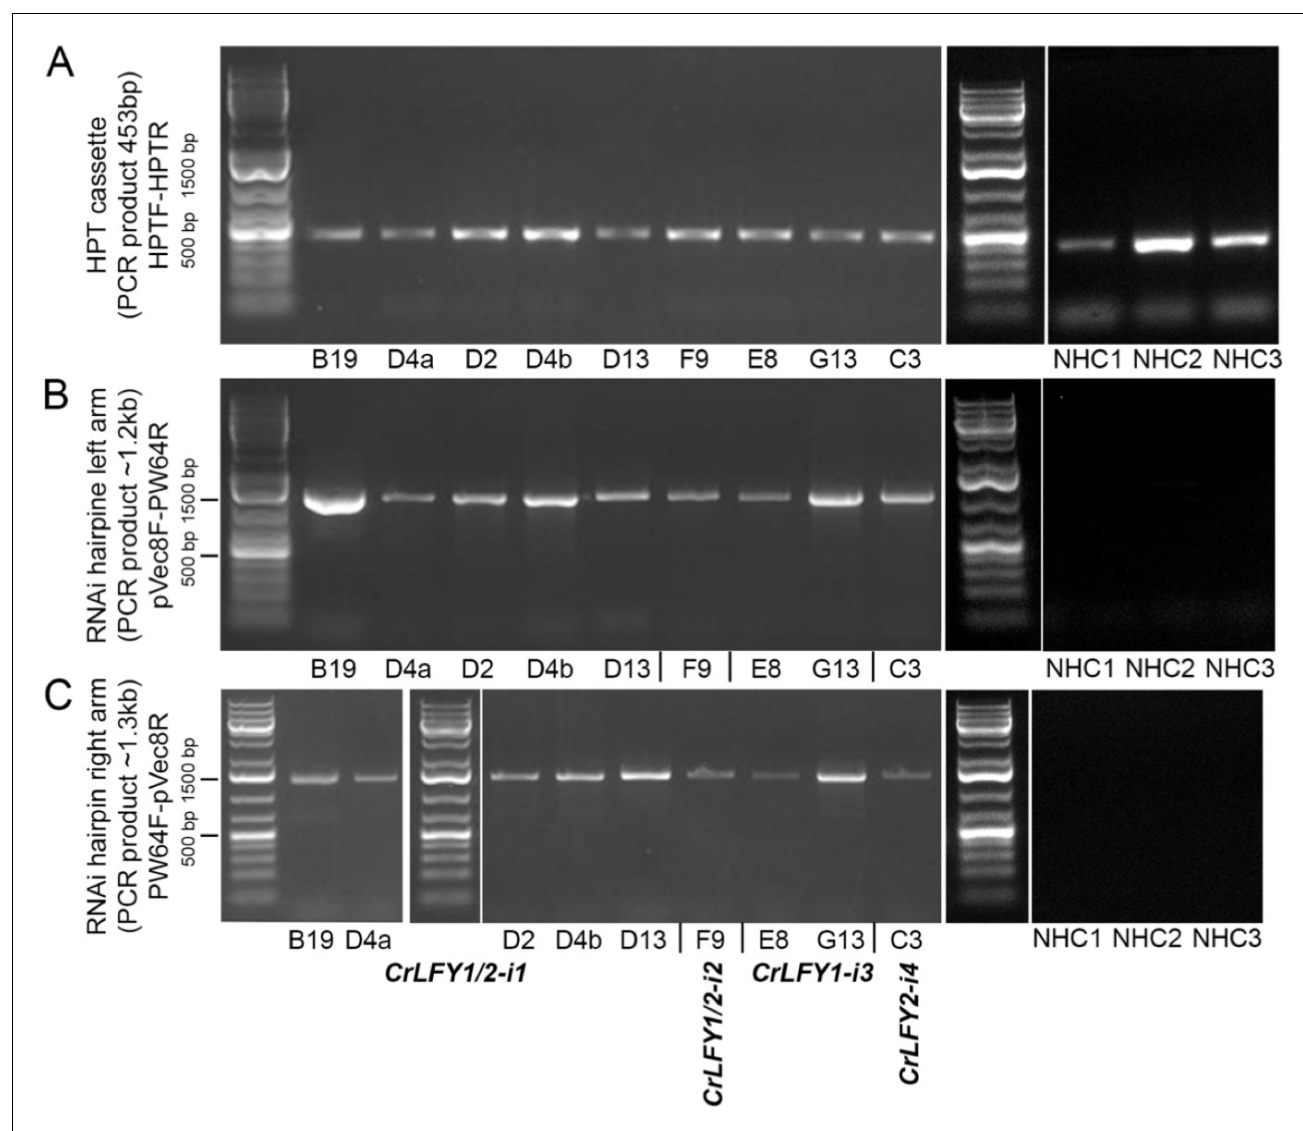 A
HPT cassette
(PCR product 453bp)
HPTF-HPTR
500 bp 1500 bp
B19 D4a D2 D4b D13 F9 E8 G13 C3 NHC1 NHC2 NHC3
B
RNAi hairpine left arm
(PCR product ~1.2kb)
pVec8F-PW64R
500 bp 1500 bp
B19 D4a D2 D4b D13 F9 E8 G13 C3 NHC1 NHC2 NHC3
C
RNAi hairpin right arm
(PCR product ~1.3kb)
PW64F-pVec8R
500 bp 1500 bp
B19 D4a D2 D4b D13 F9 E8 G13 C3 NHC1 NHC2 NHC3
CrLFY1/2-i1
CrLFY1/2-i2
CrLFY1-i3
CrLFY2-i4